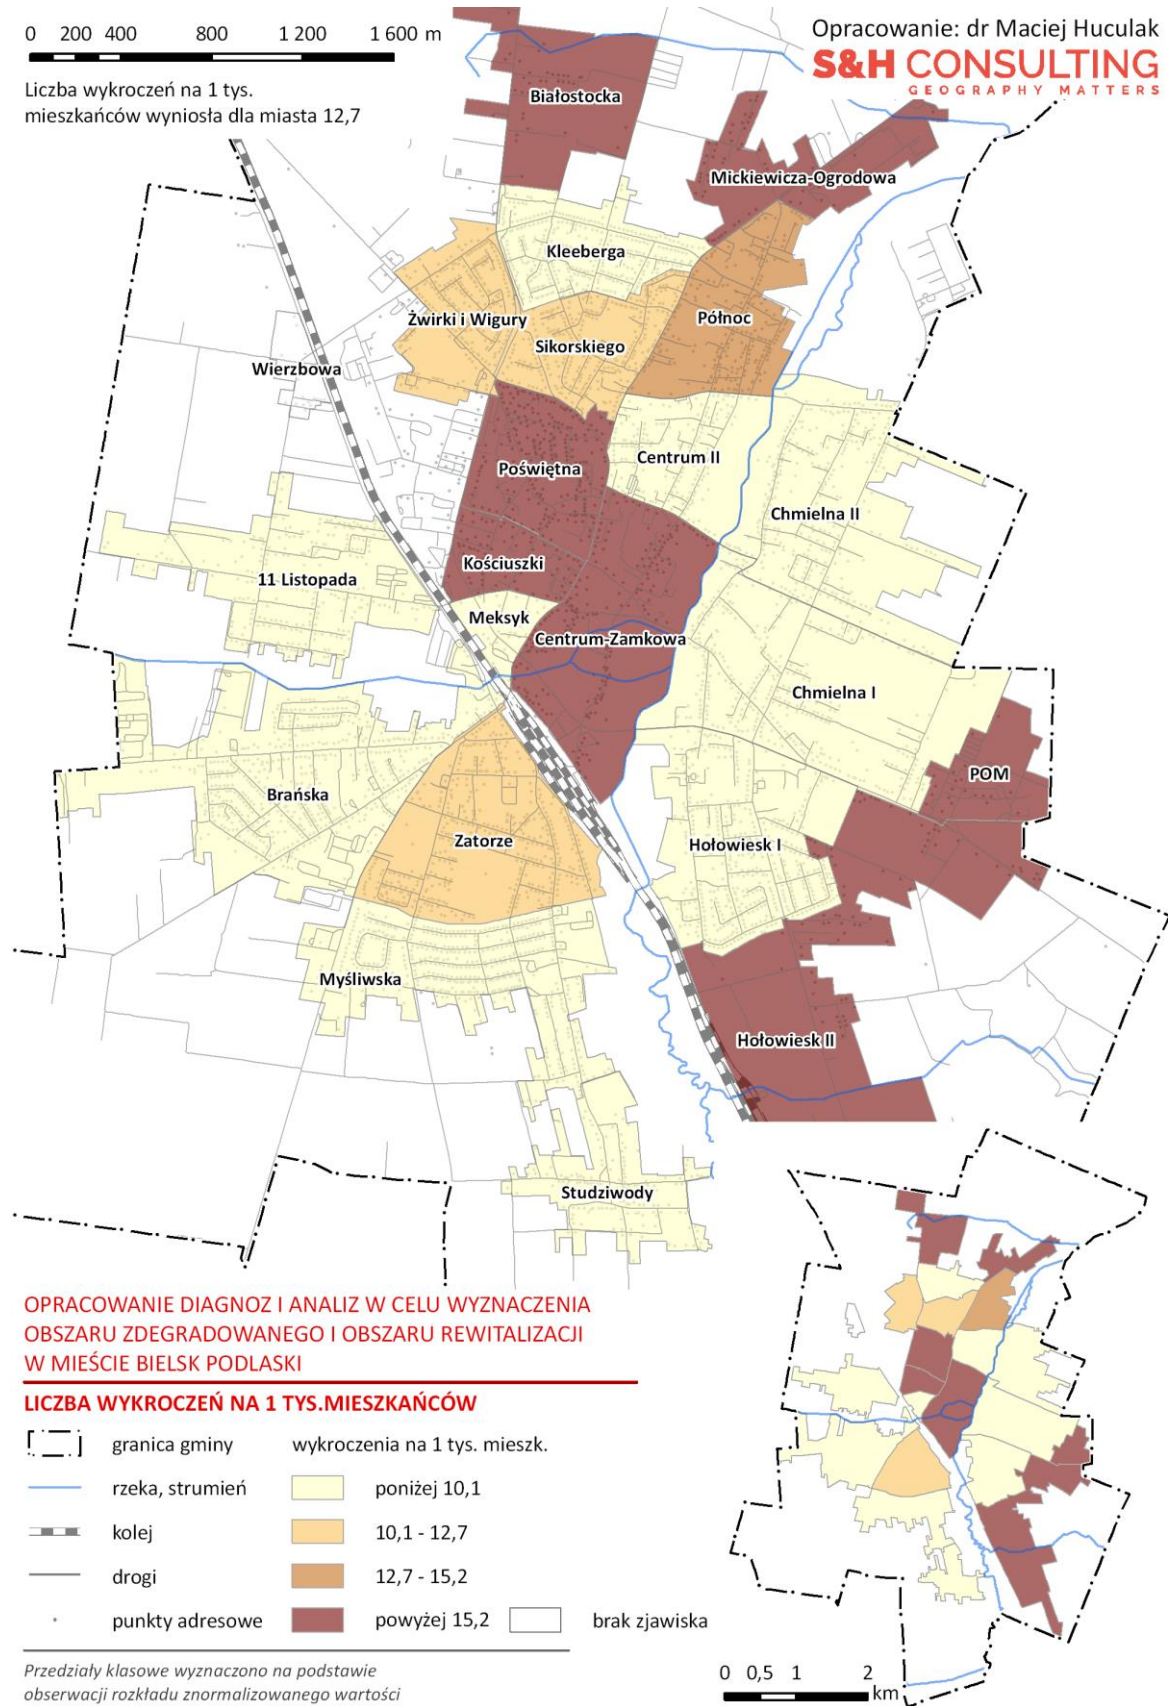 0 200 400 800 1 200 1 600 m
Opracowanie: dr Maciej Huculak
S&H CONSULTING
GEOGRAPHY MATTERS
Liczba wykroczeń na 1 tys.
mieszkańców wyniosła dla miasta 12,7
Białostocka
Mickiewicza-Ogrodowa
Kleeberga
Żwirki i Wigury
Północ
Sikorskiego
Wierzbowa
Centrum II
Poświętna
Chmielna II
Kościuszki
11 Listopada
Meksyk
Centrum-Zamkowa
Chmielna I
POM
Brańska
Zatorze
Hołowiesk I
Myśliwska
Hołowiesk II
Studziwody
OPRACOWANIE DIAGNOZ I ANALIZ W CELU WYZNACZENIA
OBSZARU ZDEGRADOWANEGO I OBSZARU REWITALIZACJI
W MIEŚCIE BIELSK PODLASKI
LICZBA WYKROCZEŃ NA 1 TYS.MIESZKAŃCÓW
granica gminy wykroczenia na 1 tys. mieszk.
rzeka, strumień poniżej 10,1
kolej 10,1 - 12,7
drogi 12,7 - 15,2
punkty adresowe powyżej 15,2 brak zjawiska
Przedziały klasowe wyznaczono na podstawie
obserwacji rozkładu znormalizowanego wartości
0 0,5 1 2
km